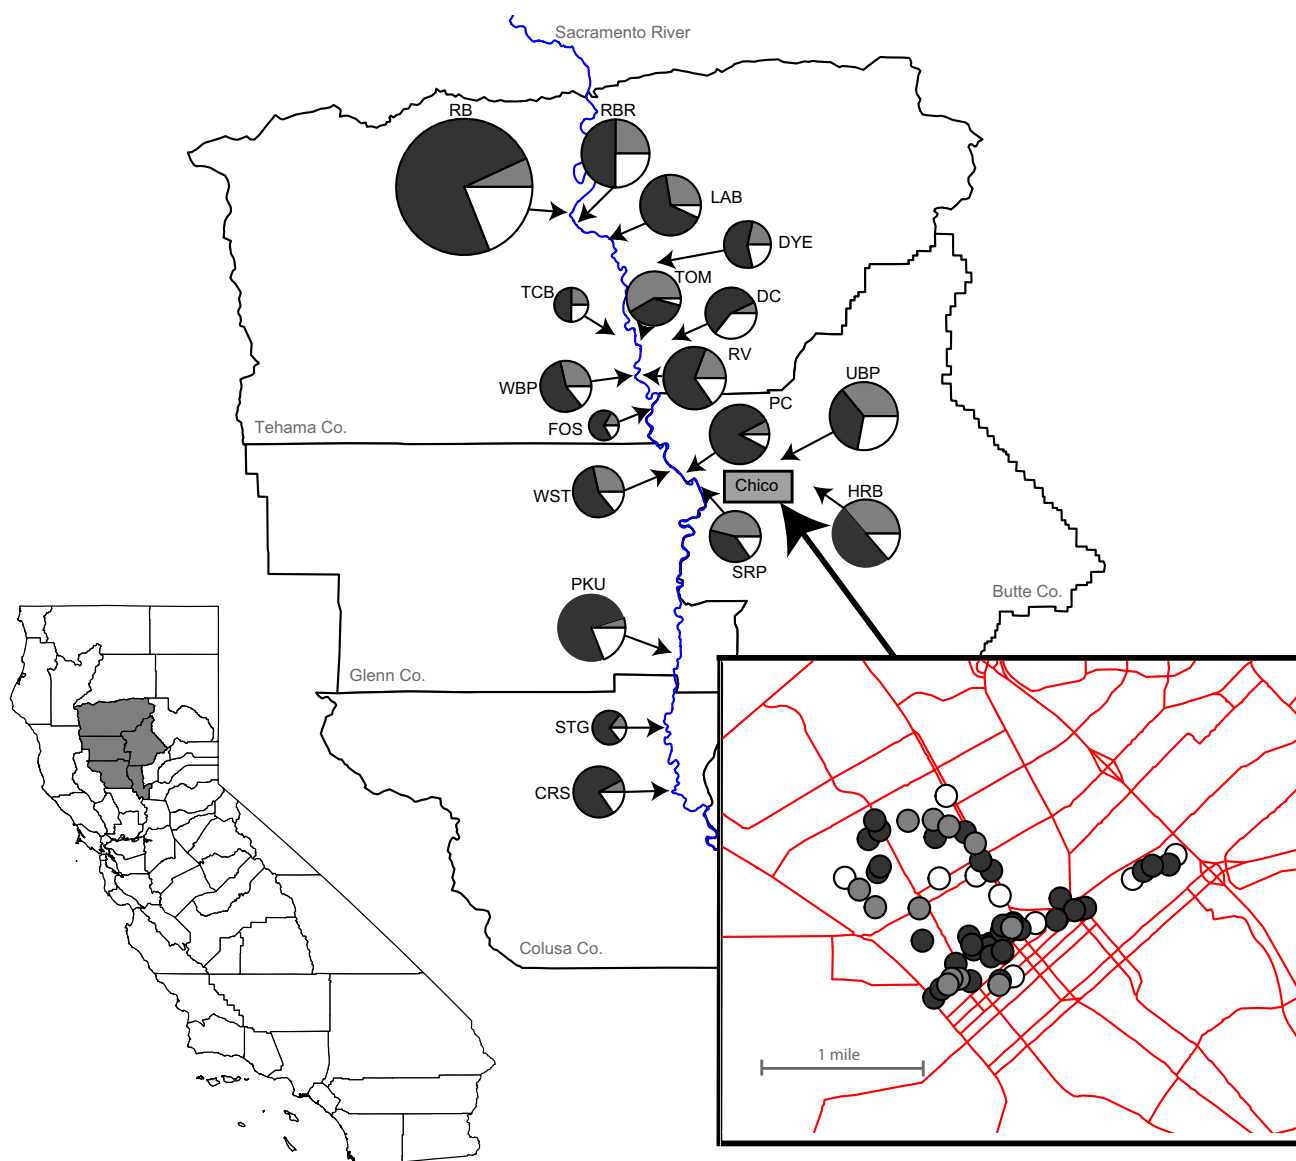 Sacramento River
RB
RBR
LAB
DYE
TOM
TCB
DC
RV
WBP
UBP
PC
FOS
Tehama Co.
Chico
HRB
WST
SRP
PKU
Butte Co.
Glenn Co.
STG
CRS
Colusa Co.
1 mile